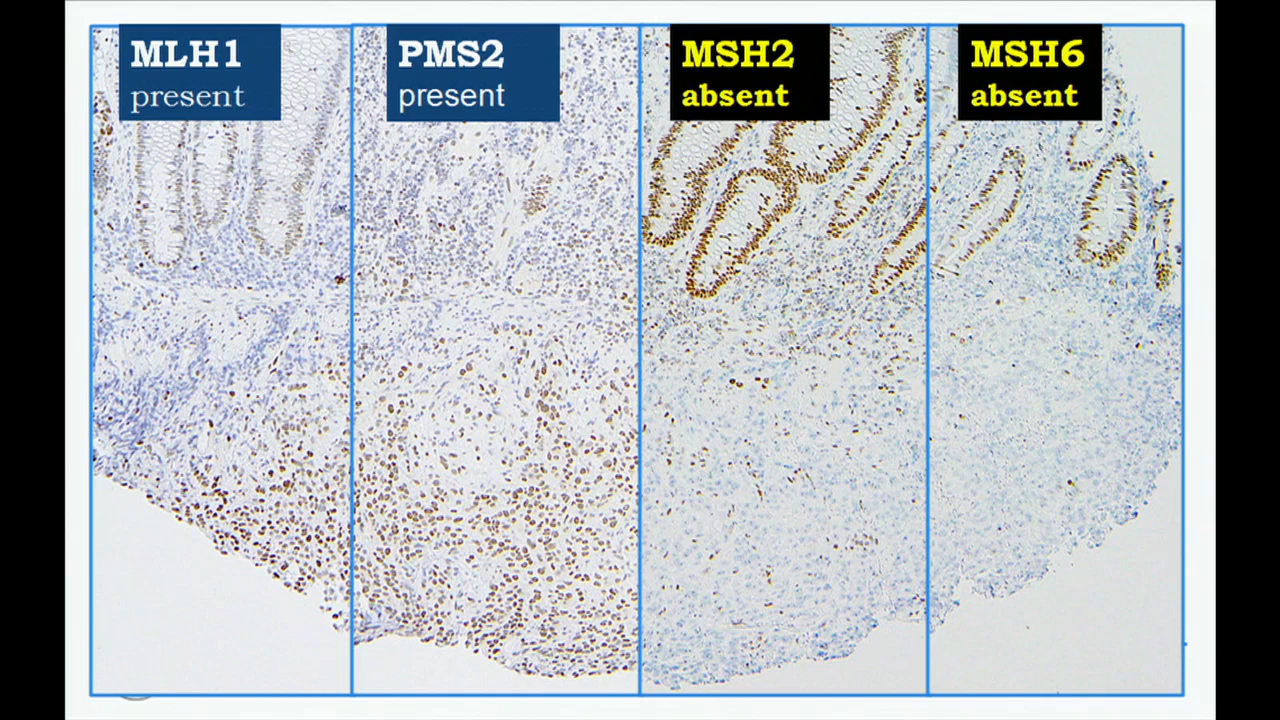 MLH1
present
PMS2
present
MSH2
absent
MSH6
absent